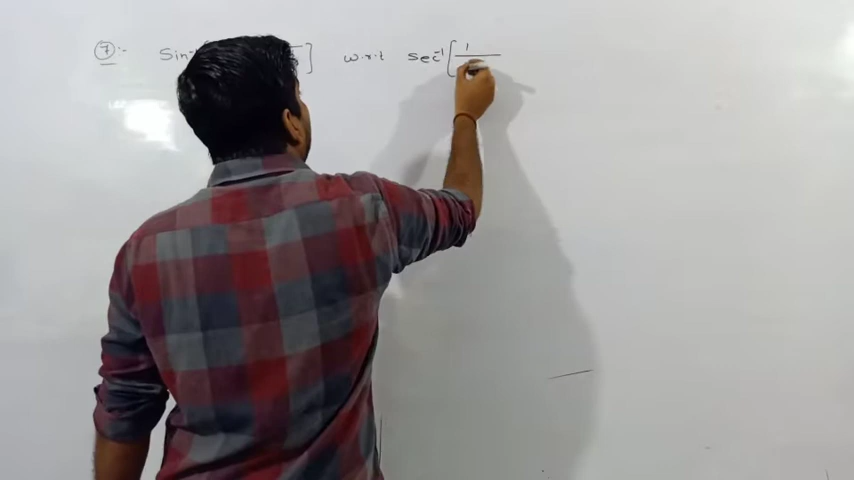 7 :- Sin-1 ] w.r.t sec-1 [ 1